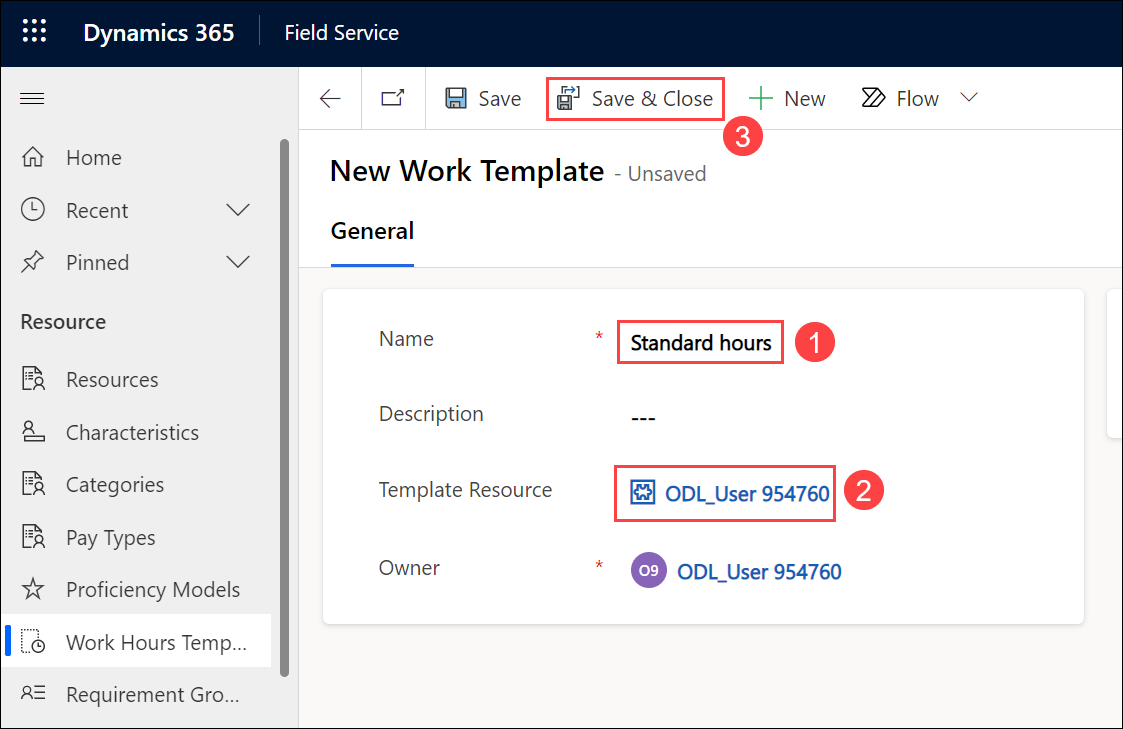 Dynamics 365 Field Service
Save Save & Close New Flow
3
New Work Template - Unsaved
General
Home
Recent
Pinned
Resource
Resources
Characteristics
Categories
Pay Types
Proficiency Models
Work Hours Temp...
Requirement Gro...
Name * Standard hours 1
Description ---
Template Resource ODL_User 954760 2
Owner * O9 ODL_User 954760